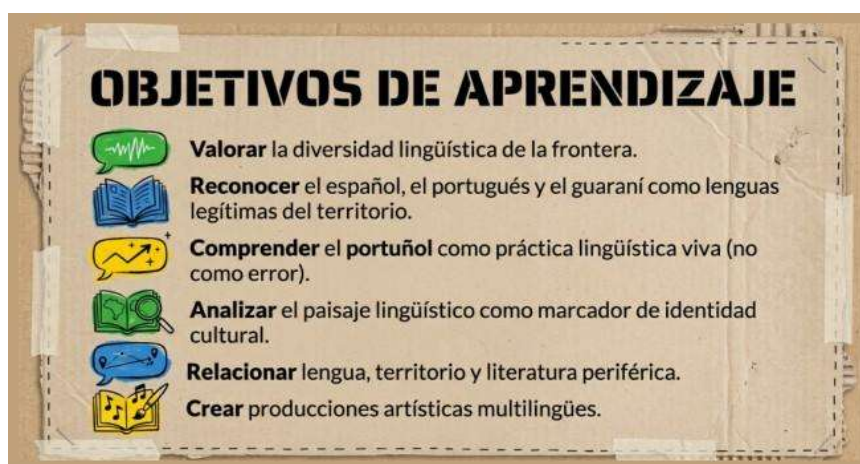 OBJETIVOS DE APRENDIZAJE
Valorar la diversidad lingüística de la frontera.
Reconocer el español, el portugués y el guaraní como lenguas
legítimas del territorio.
Comprender el portuñol como práctica lingüística viva (no
como error).
Analizar el paisaje lingüístico como marcador de identidad
cultural.
Relacionar lengua, territorio y literatura periférica.
Crear producciones artísticas multilingües.